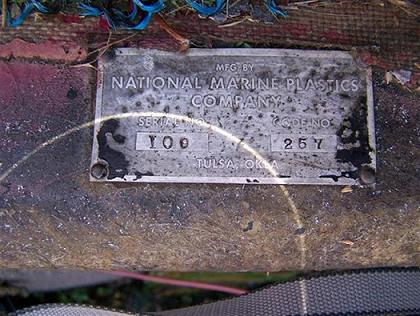 MFG. BY
NATIONAL MARINE PLASTICS
COMPANY
SERIAL NO. CODE NO.
100 257
TULSA, OKLA.